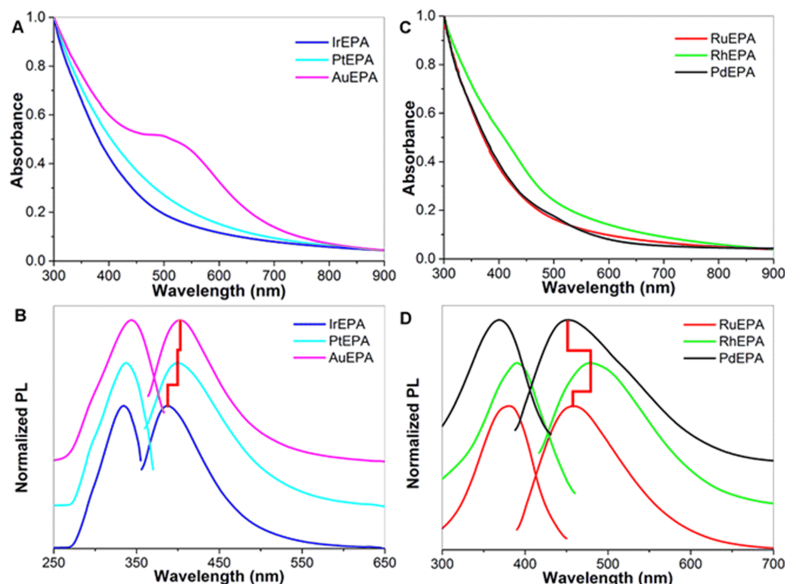 A
IrEPA
PtEPA
AuEPA
Absorbance
1.0
0.8
0.6
0.4
0.2
0.0
300 400 500 600 700 800 900
Wavelength (nm)
C
RuEPA
RhEPA
PdEPA
Absorbance
1.0
0.8
0.6
0.4
0.2
0.0
300 400 500 600 700 800 900
Wavelength (nm)
B
IrEPA
PtEPA
AuEPA
Normalized PL
250 350 450 550 650
Wavelength (nm)
D
RuEPA
RhEPA
PdEPA
Normalized PL
300 400 500 600 700
Wavelength (nm)